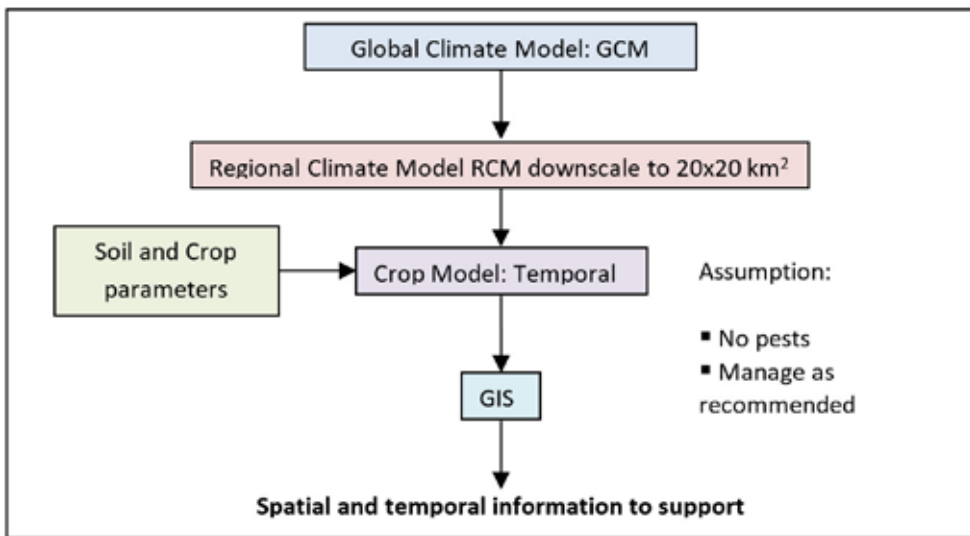 Global Climate Model: GCM
Regional Climate Model RCM downscale to 20x20 km²
Soil and Crop
parameters
Crop Model: Temporal
Assumption:
▪ No pests
▪ Manage as
recommended
GIS
Spatial and temporal information to support